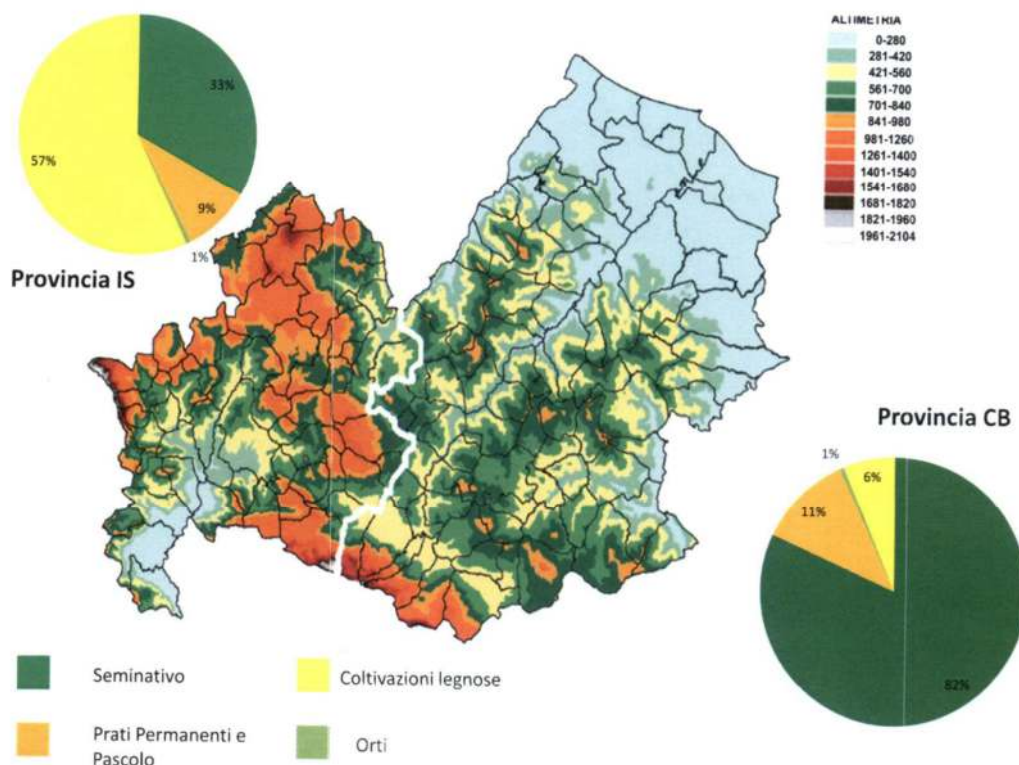 33%
57%
9%
1%
Provincia IS
ALTIMETRIA
0-280
281-420
421-560
561-700
701-840
841-980
981-1260
1261-1400
1401-1540
1541-1680
1681-1820
1821-1960
1961-2104
Provincia CB
1%
6%
11%
82%
Seminativo
Coltivazioni legnose
Prati Permanenti e
Pascolo
Orti